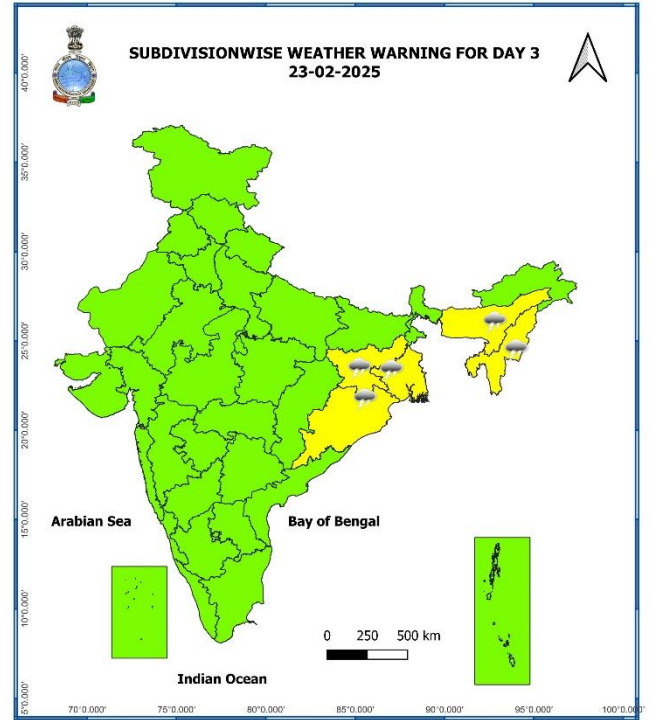 SUBDIVISIONWISE WEATHER WARNING FOR DAY 3
23-02-2025
40°0.000'
35°0.000'
30°0.000'
25°0.000'
20°0.000'
15°0.000'
10°0.000'
5°0.000'
Arabian Sea
Bay of Bengal
0 250 500 km
Indian Ocean
70°0.000' 75°0.000' 80°0.000' 85°0.000' 90°0.000' 95°0.000' 100°0.000'